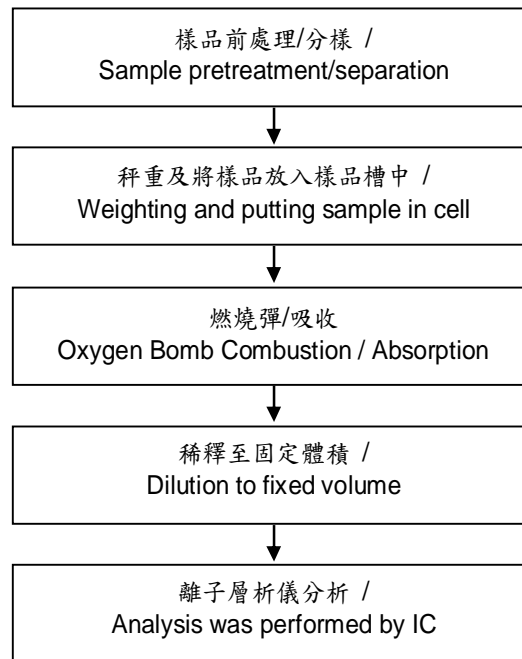 樣品前處理/分樣 /
Sample pretreatment/separation
秤重及將樣品放入樣品槽中 /
Weighting and putting sample in cell
燃燒彈/吸收
Oxygen Bomb Combustion / Absorption
稀釋至固定體積 /
Dilution to fixed volume
離子層析儀分析 /
Analysis was performed by IC